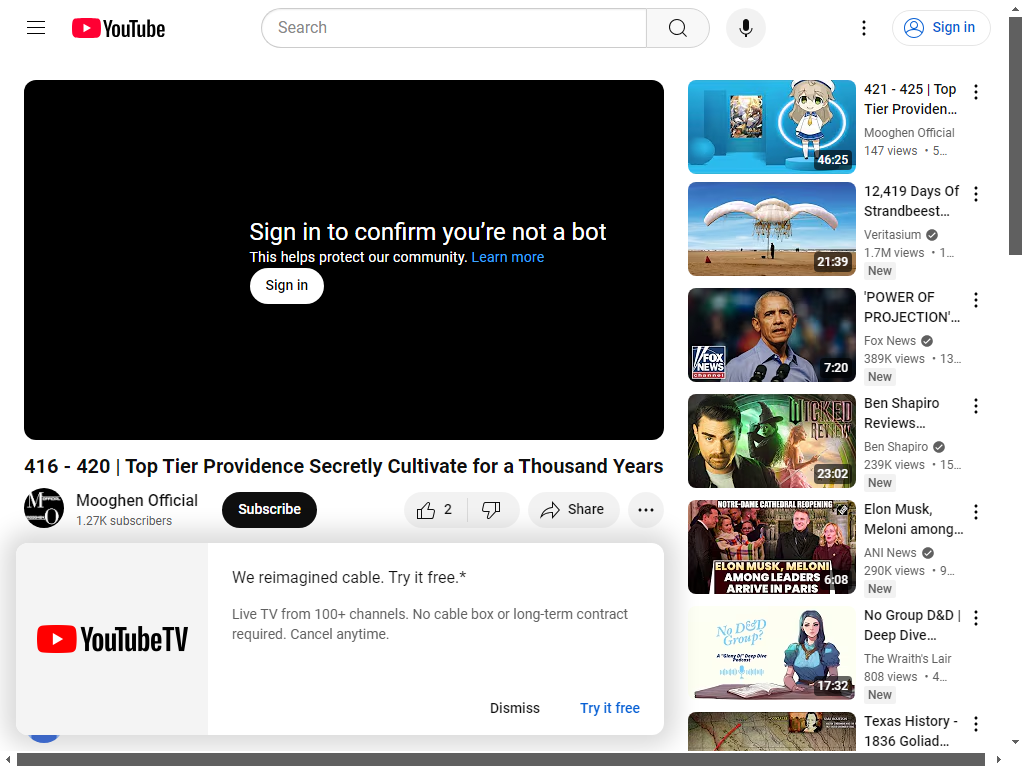 YouTube
Search
Sign in
Sign in to confirm you’re not a bot
This helps protect our community. Learn more
Sign in
416 - 420 | Top Tier Providence Secretly Cultivate for a Thousand Years
Mooghen Official
1.27K subscribers
Subscribe
2
Share
We reimagined cable. Try it free.*
Live TV from 100+ channels. No cable box or long-term contract
required. Cancel anytime.
YouTubeTV
Dismiss
Try it free
46:25
421 - 425 | Top
Tier Providen…
Mooghen Official
147 views • 5…
21:39
12,419 Days Of
Strandbeest…
Veritasium
1.7M views • 1…
New
FOX
NEWS
channel
7:20
'POWER OF
PROJECTION'…
Fox News
389K views • 13…
New
WICKED
REVIEW
23:02
Ben Shapiro
Reviews…
Ben Shapiro
239K views • 15…
New
NOTRE-DAME CATHEDRAL REOPENING
ELON MUSK, MELONI
AMONG LEADERS
ARRIVE IN PARIS
6:08
Elon Musk,
Meloni among…
ANI News
290K views • 9…
New
No D&D
Group?
A "Glony Di" Deep Dive
Podcast
17:32
No Group D&D |
Deep Dive…
The Wraith's Lair
808 views • 4…
New
Texas History -
1836 Goliad…